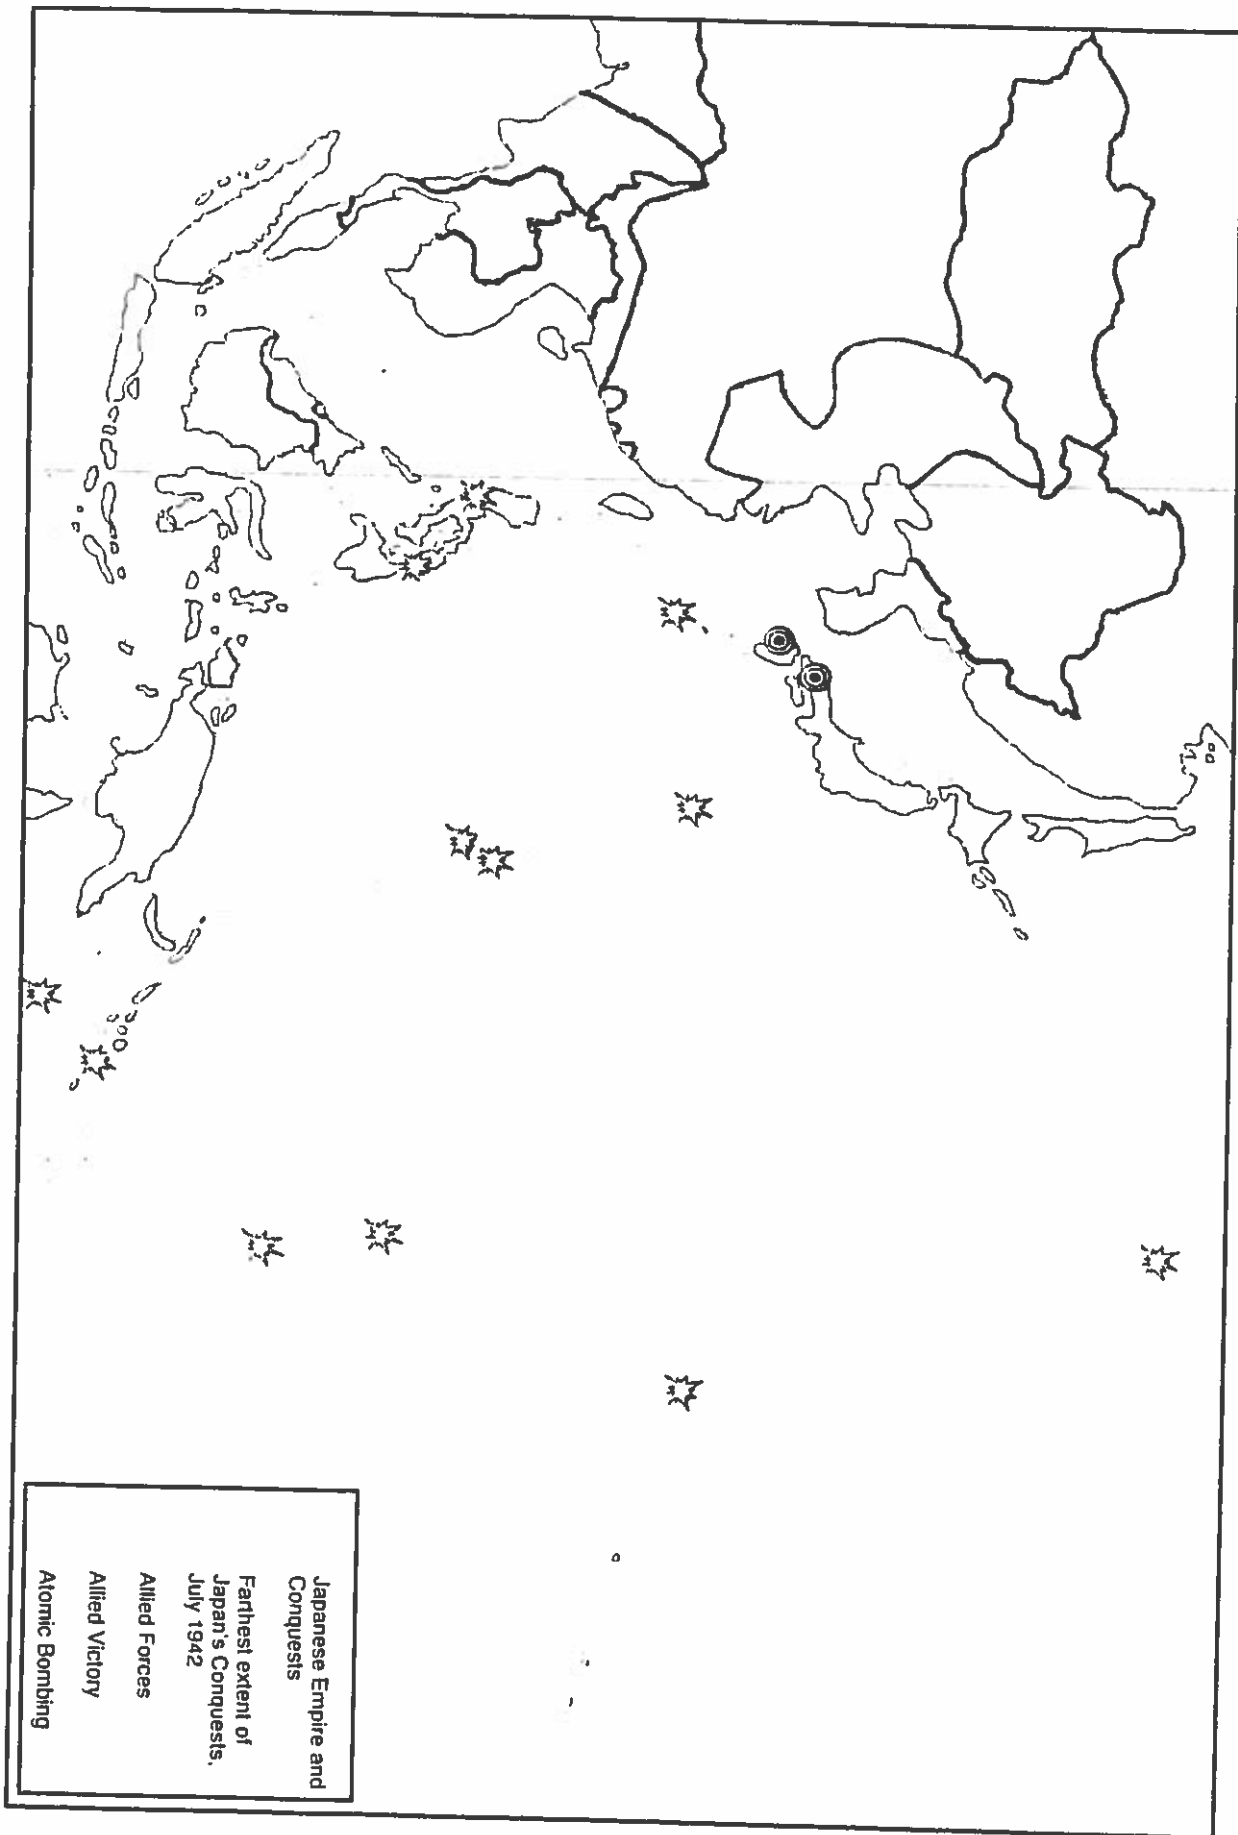 Japanese Empire and
Conquests
Farthest extent of
Japan's Conquests,
July 1942
Allied Forces
Allied Victory
Atomic Bombing